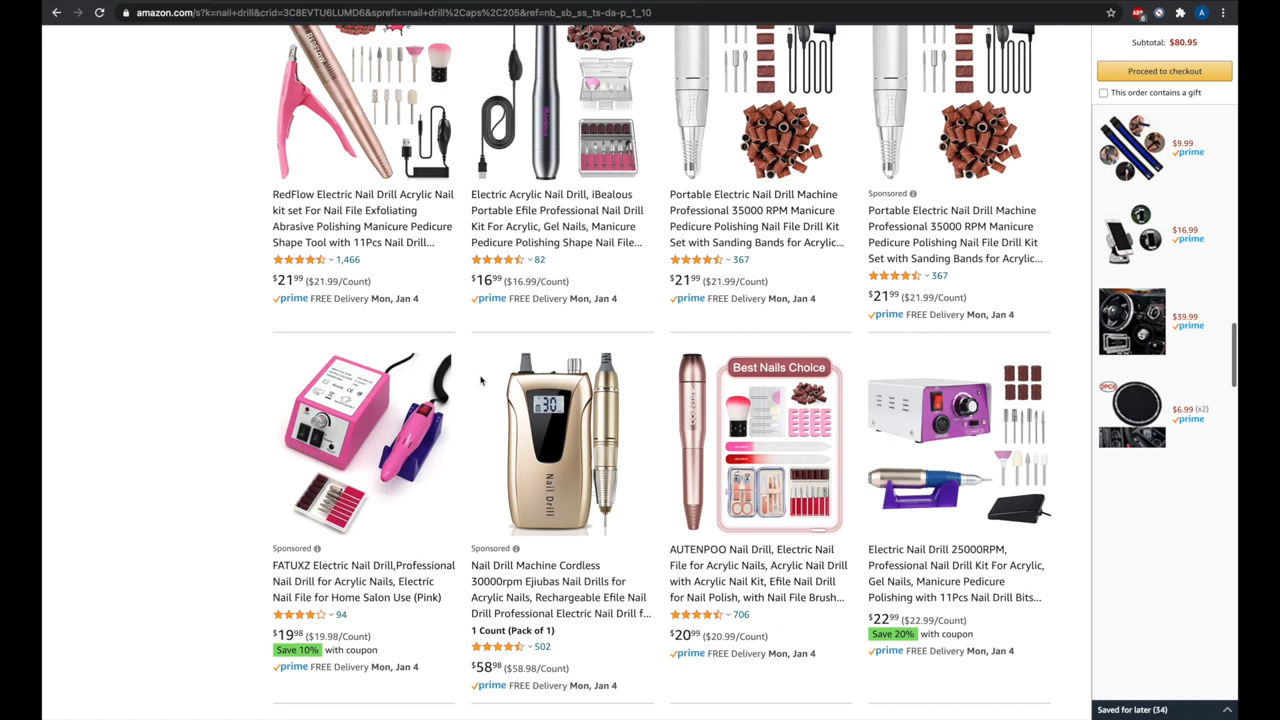 amazon.com/s?k=nail+drill&crid=3C8EVTU6LUMD6&sprefix=nail+drill%2Caps%2C205&ref=nb_sb_ss_ts-da-p_1_10
ABP
6
A
Subtotal: $80.95
Proceed to checkout
This order contains a gift
$9.99
prime
$16.99
prime
$39.99
prime
2PCS
$6.99 (x2)
prime
Saved for later (34)
REDFLOW
RedFlow Electric Nail Drill Acrylic Nail
kit set For Nail File Exfoliating
Abrasive Polishing Manicure Pedicure
Shape Tool with 11Pcs Nail Drill...
1,466
$21 99 ($21.99/Count)
prime FREE Delivery Mon, Jan 4
Electric Acrylic Nail Drill, iBealous
Portable Efile Professional Nail Drill
Kit For Acrylic, Gel Nails, Manicure
Pedicure Polishing Shape Nail File...
82
$16 99 ($16.99/Count)
prime FREE Delivery Mon, Jan 4
Portable Electric Nail Drill Machine
Professional 35000 RPM Manicure
Pedicure Polishing Nail File Drill Kit
Set with Sanding Bands for Acrylic...
367
$21 99 ($21.99/Count)
prime FREE Delivery Mon, Jan 4
Sponsored
Portable Electric Nail Drill Machine
Professional 35000 RPM Manicure
Pedicure Polishing Nail File Drill Kit
Set with Sanding Bands for Acrylic...
367
$21 99 ($21.99/Count)
prime FREE Delivery Mon, Jan 4
Sponsored
FATUXZ Electric Nail Drill,Professional
Nail Drill for Acrylic Nails, Electric
Nail File for Home Salon Use (Pink)
94
$19 98 ($19.98/Count)
Save 10% with coupon
prime FREE Delivery Mon, Jan 4
30
Nail Drill
Sponsored
Nail Drill Machine Cordless
30000rpm Ejiubas Nail Drills for
Acrylic Nails, Rechargeable Efile Nail
Drill Professional Electric Nail Drill f...
1 Count (Pack of 1)
502
$58 98 ($58.98/Count)
prime FREE Delivery Mon, Jan 4
AUTENPOO
Best Nails Choice
AUTENPOO Nail Drill, Electric Nail
File for Acrylic Nails, Acrylic Nail Drill
with Acrylic Nail Kit, Efile Nail Drill
for Nail Polish, with Nail File Brush...
706
$20 99 ($20.99/Count)
prime FREE Delivery Mon, Jan 4
Electric Nail Drill 25000RPM,
Professional Nail Drill Kit For Acrylic,
Gel Nails, Manicure Pedicure
Polishing with 11Pcs Nail Drill Bits...
$22 99 ($22.99/Count)
Save 20% with coupon
prime FREE Delivery Mon, Jan 4